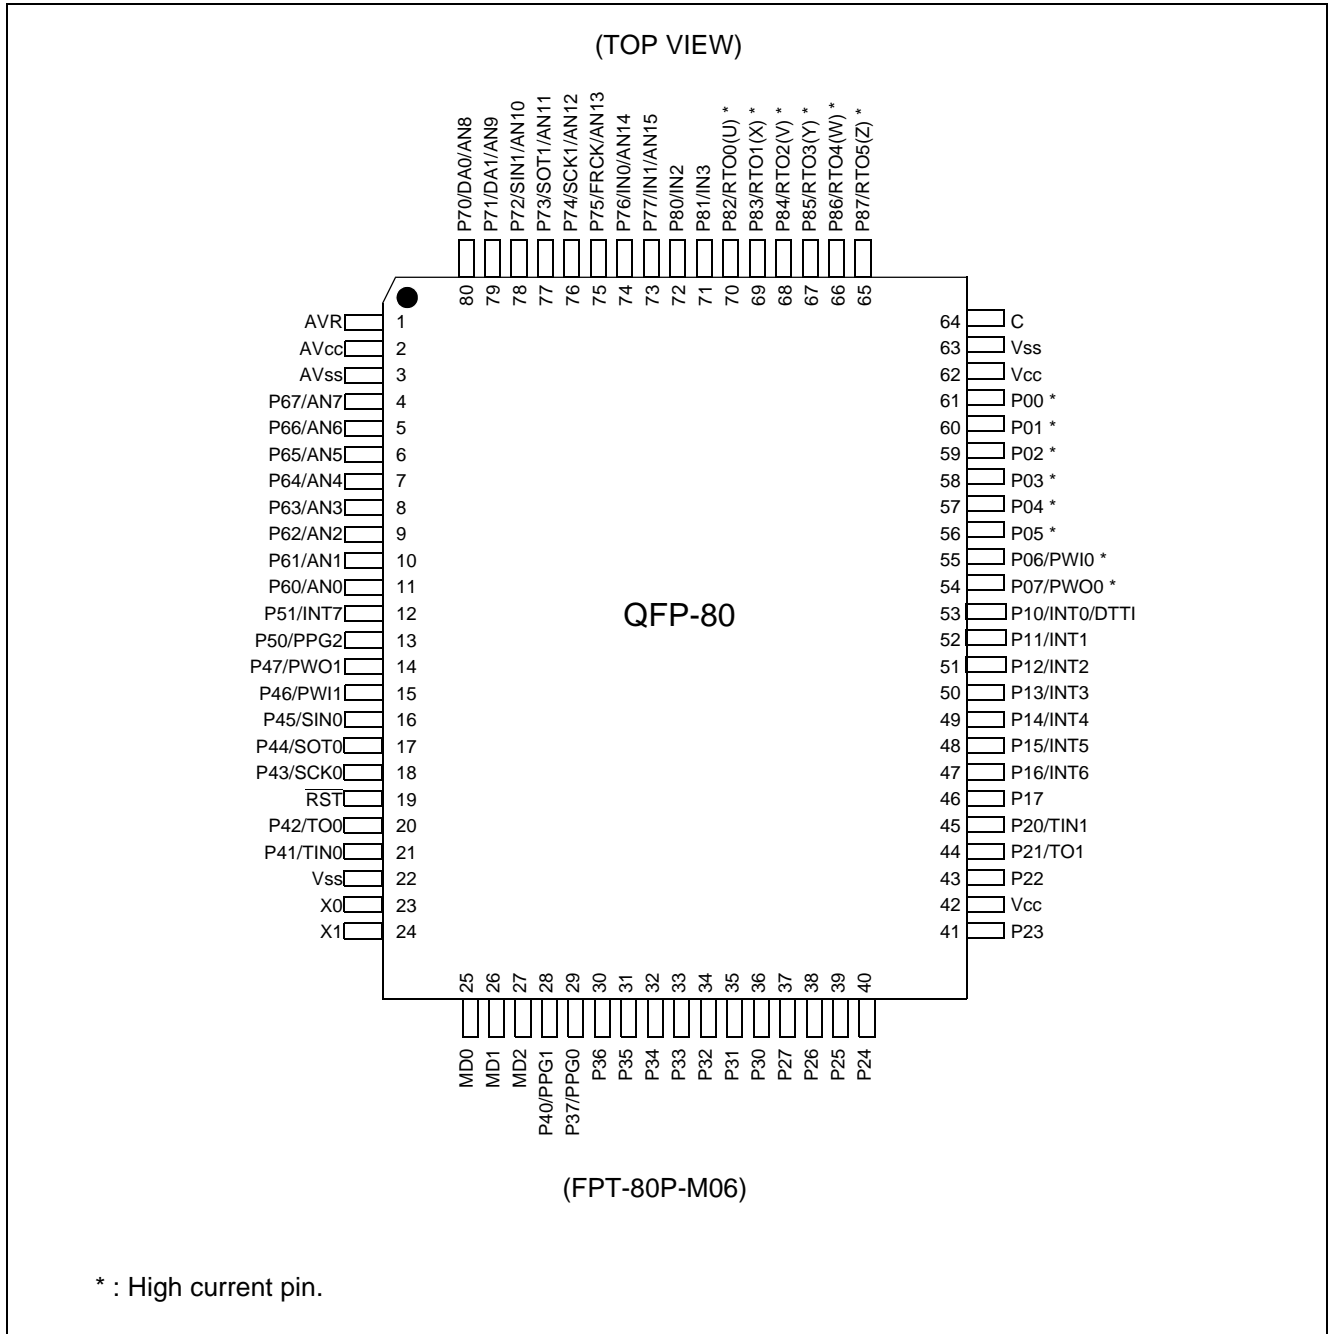 (TOP VIEW)
P70/DA0/AN8
P71/DA1/AN9
P72/SIN1/AN10
P73/SOT1/AN11
P74/SCK1/AN12
P75/FRCK/AN13
P76/IN0/AN14
P77/IN1/AN15
P80/IN2
P81/IN3
P82/RTO0(U) *
P83/RTO1(X) *
P84/RTO2(V) *
P85/RTO3(Y) *
P86/RTO4(W) *
P87/RTO5(Z) *
80 79 78 77 76 75 74 73 72 71 70 69 68 67 66 65
AVR 1 64 C
AVcc 2 63 Vss
AVss 3 62 Vcc
P67/AN7 4 61 P00 *
P66/AN6 5 60 P01 *
P65/AN5 6 59 P02 *
P64/AN4 7 58 P03 *
P63/AN3 8 57 P04 *
P62/AN2 9 56 P05 *
P61/AN1 10 55 P06/PWI0 *
P60/AN0 11 54 P07/PWO0 *
P51/INT7 12 QFP-80 53 P10/INT0/DTTI
P50/PPG2 13 52 P11/INT1
P47/PWO1 14 51 P12/INT2
P46/PWI1 15 50 P13/INT3
P45/SIN0 16 49 P14/INT4
P44/SOT0 17 48 P15/INT5
P43/SCK0 18 47 P16/INT6
RST 19 46 P17
P42/TO0 20 45 P20/TIN1
P41/TIN0 21 44 P21/TO1
Vss 22 43 P22
X0 23 42 Vcc
X1 24 41 P23
25 26 27 28 29 30 31 32 33 34 35 36 37 38 39 40
MD0
MD1
MD2
P40/PPG1
P37/PPG0
P36
P35
P34
P33
P32
P31
P30
P27
P26
P25
P24
(FPT-80P-M06)
* : High current pin.